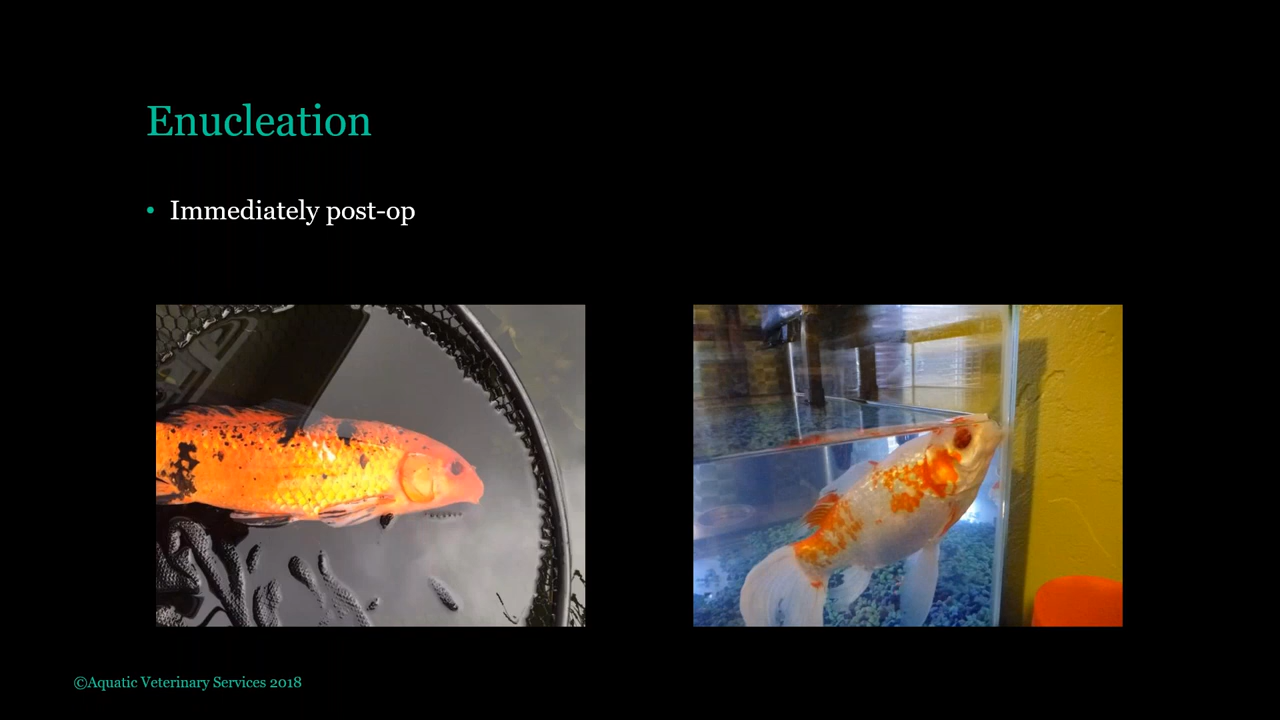 Enucleation
• Immediately post-op
©Aquatic Veterinary Services 2018